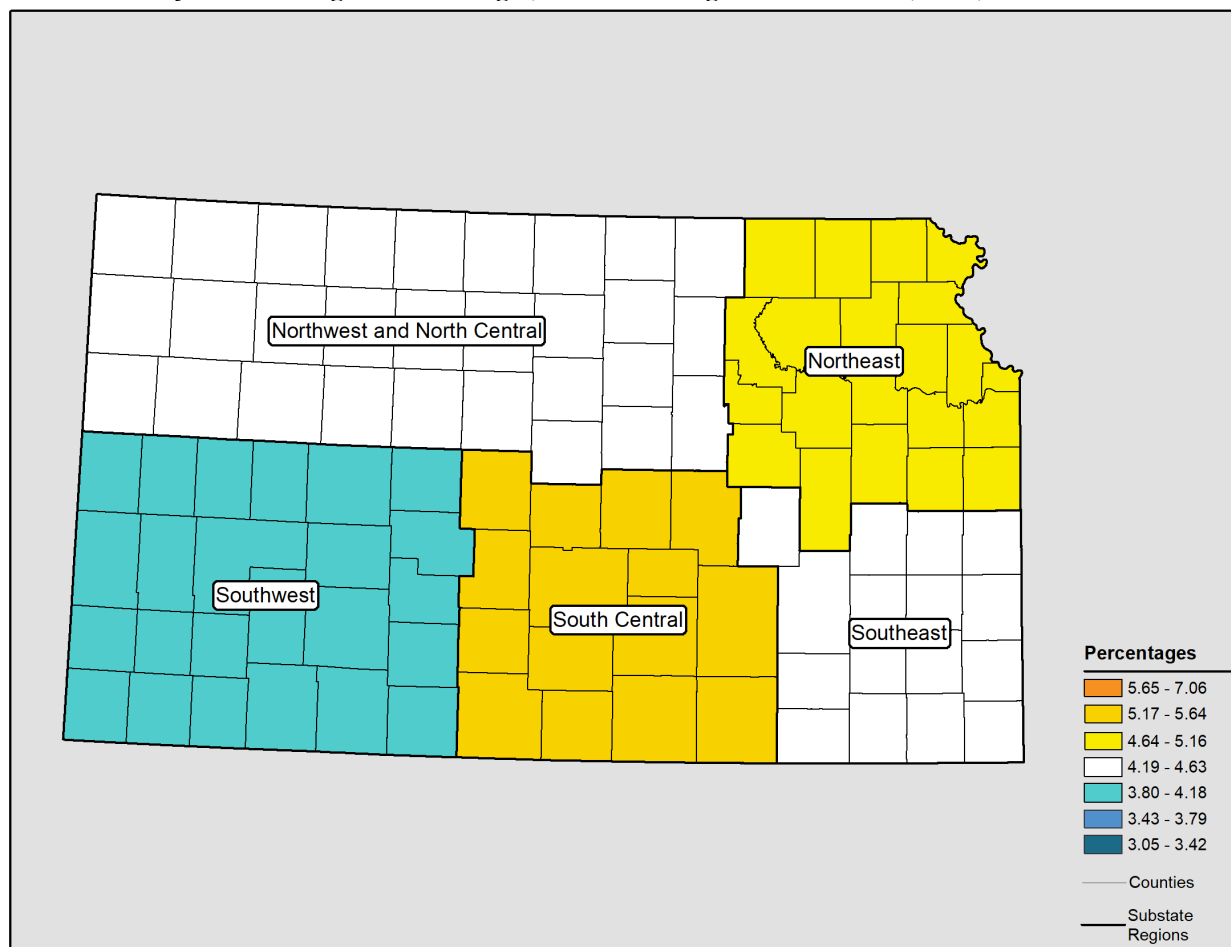 Northwest and North Central
Northeast
Southwest
South Central
Southeast
Percentages
5.65 - 7.06
5.17 - 5.64
4.64 - 5.16
4.19 - 4.63
3.80 - 4.18
3.43 - 3.79
3.05 - 3.42
Counties
Substate
Regions